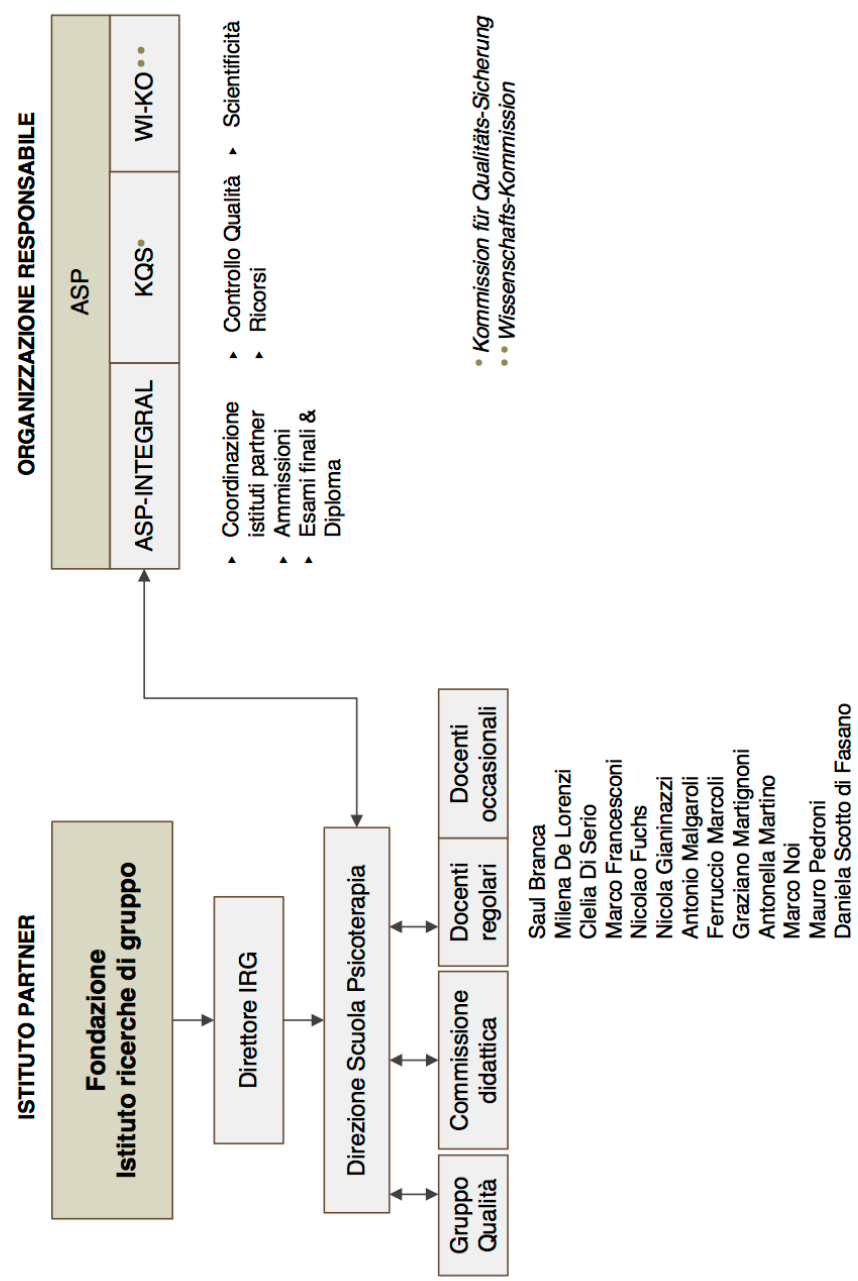 ISTITUTO PARTNER
Fondazione
Istituto ricerche di gruppo
Direttore IRG
Direzione Scuola Psicoterapia
Gruppo
Qualità
Commissione
didattica
Docenti
regolari
Docenti
occasionali
Saul Branca
Milena De Lorenzi
Clelia Di Serio
Marco Francesconi
Nicolao Fuchs
Nicola Gianinazzi
Antonio Malgaroli
Ferruccio Marcoli
Graziano Martignoni
Antonella Martino
Marco Noi
Mauro Pedroni
Daniela Scotto di Fasano
ORGANIZZAZIONE RESPONSABILE
ASP
ASP-INTEGRAL
KQS•
WI-KO•••
‣ Coordinazione
istituti partner
‣ Ammissioni
‣ Esami finali &
Diploma
‣ Controllo Qualità
‣ Ricorsi
‣ Scientificità
• Kommission für Qualitäts-Sicherung
•• Wissenschafts-Kommission